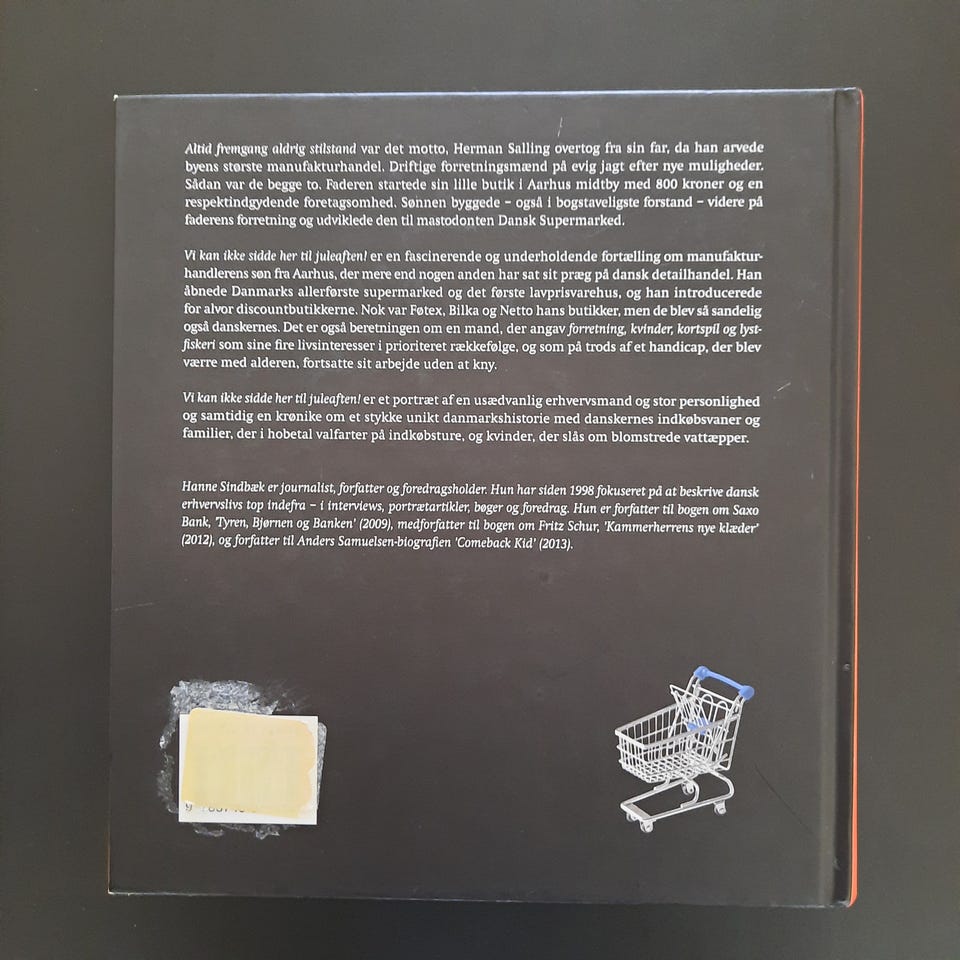 Altid fremgang aldrig stilstand var det motto, Herman Salling overtog fra sin far, da han arvede
byens største manufakturhandel. Driftige forretningsmænd på evig jagt efter nye muligheder.
Sådan var de begge to. Faderen startede sin lille butik i Aarhus midtby med 800 kroner og en
respektindgydende foretagsomhed. Sønnen byggede – også i bogstaveligste forstand – videre på
faderens forretning og udviklede den til mastodonten Dansk Supermarked.
Vi kan ikke sidde her til juleaften! er en fascinerende og underholdende fortælling om manufaktur-
handlerens søn fra Aarhus, der mere end nogen anden har sat sit præg på dansk detailhandel. Han
åbnede Danmarks allerførste supermarked og det første lavprisvarehus, og han introducerede
for alvor discountbutikkerne. Nok var Føtex, Bilka og Netto hans butikker, men de blev så sandelig
også danskernes. Det er også beretningen om en mand, der angav forretning, kvinder, kortspil og lyst-
fiskeri som sine fire livsinteresser i prioriteret rækkefølge, og som på trods af et handicap, der blev
værre med alderen, fortsatte sit arbejde uden at kny.
Vi kan ikke sidde her til juleaften! er et portræt af en usædvanlig erhvervsmand og stor personlighed
og samtidig en krønike om et stykke unikt danmarkshistorie med danskernes indkøbsvaner og
familier, der i hobetal valfarter på indkøbsture, og kvinder, der slås om blomstrede vattæpper.
Hanne Sindbæk er journalist, forfatter og foredragsholder. Hun har siden 1998 fokuseret på at beskrive dansk
erhvervslivs top indefra – i interviews, portrætartikler, bøger og foredrag. Hun er forfatter til bogen om Saxo
Bank, 'Tyren, Bjørnen og Banken' (2009), medforfatter til bogen om Fritz Schur, 'Kammerherrens nye klæder'
(2012), og forfatter til Anders Samuelsen-biografien 'Comeback Kid' (2013).
9